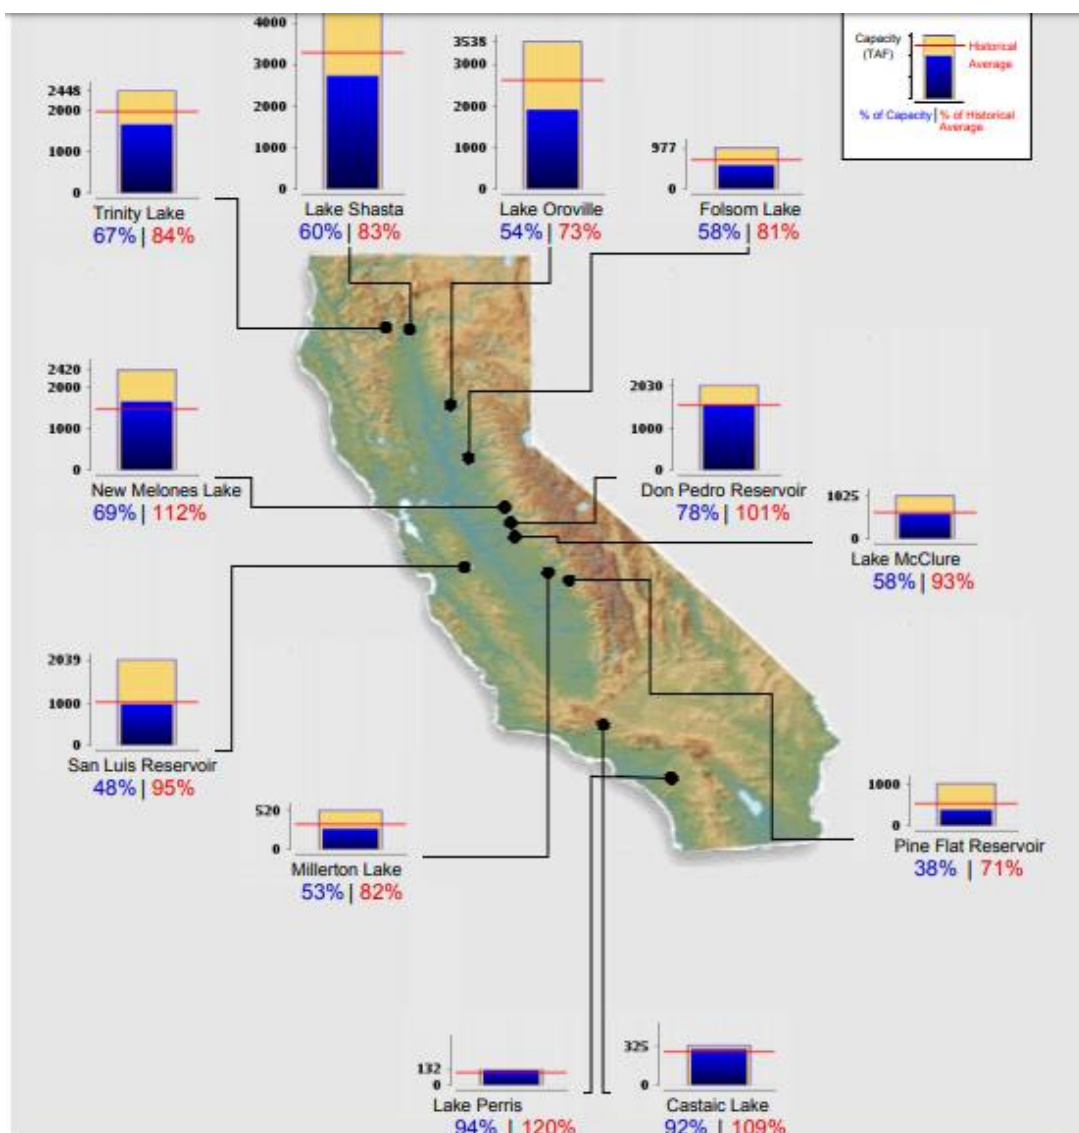 4000
3000
2000
1000
0
Lake Shasta
60% | 83%
3538
3000
2000
1000
0
Lake Oroville
54% | 73%
Capacity
(TAF)
Historical
Average
% of Capacity | % of Historical
Average
2448
2000
1000
0
Trinity Lake
67% | 84%
977
0
Folsom Lake
58% | 81%
2420
2000
1000
0
New Melones Lake
69% | 112%
2030
1000
0
Don Pedro Reservoir
78% | 101%
1025
0
Lake McClure
58% | 93%
2039
1000
0
San Luis Reservoir
48% | 95%
520
0
Millerton Lake
53% | 82%
1000
0
Pine Flat Reservoir
38% | 71%
132
0
Lake Perris
94% | 120%
325
0
Castaic Lake
92% | 109%